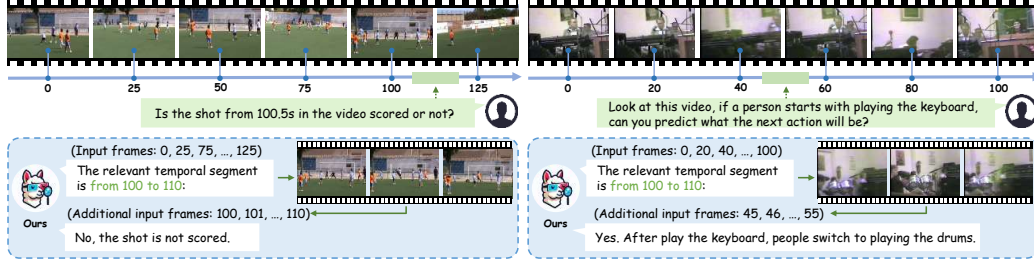 0 25 50 75 100 125
Is the shot from 100.5s in the video scored or not?
(Input frames: 0, 25, 75, ..., 125)
The relevant temporal segment
is from 100 to 110:
(Additional input frames: 100, 101, ..., 110)
Ours
No, the shot is not scored.
0 20 40 60 80 100
Look at this video, if a person starts with playing the keyboard,
can you predict what the next action will be?
(Input frames: 0, 20, 40, ..., 100)
The relevant temporal segment
is from 100 to 110:
(Additional input frames: 45, 46, ..., 55)
Ours
Yes. After play the keyboard, people switch to playing the drums.